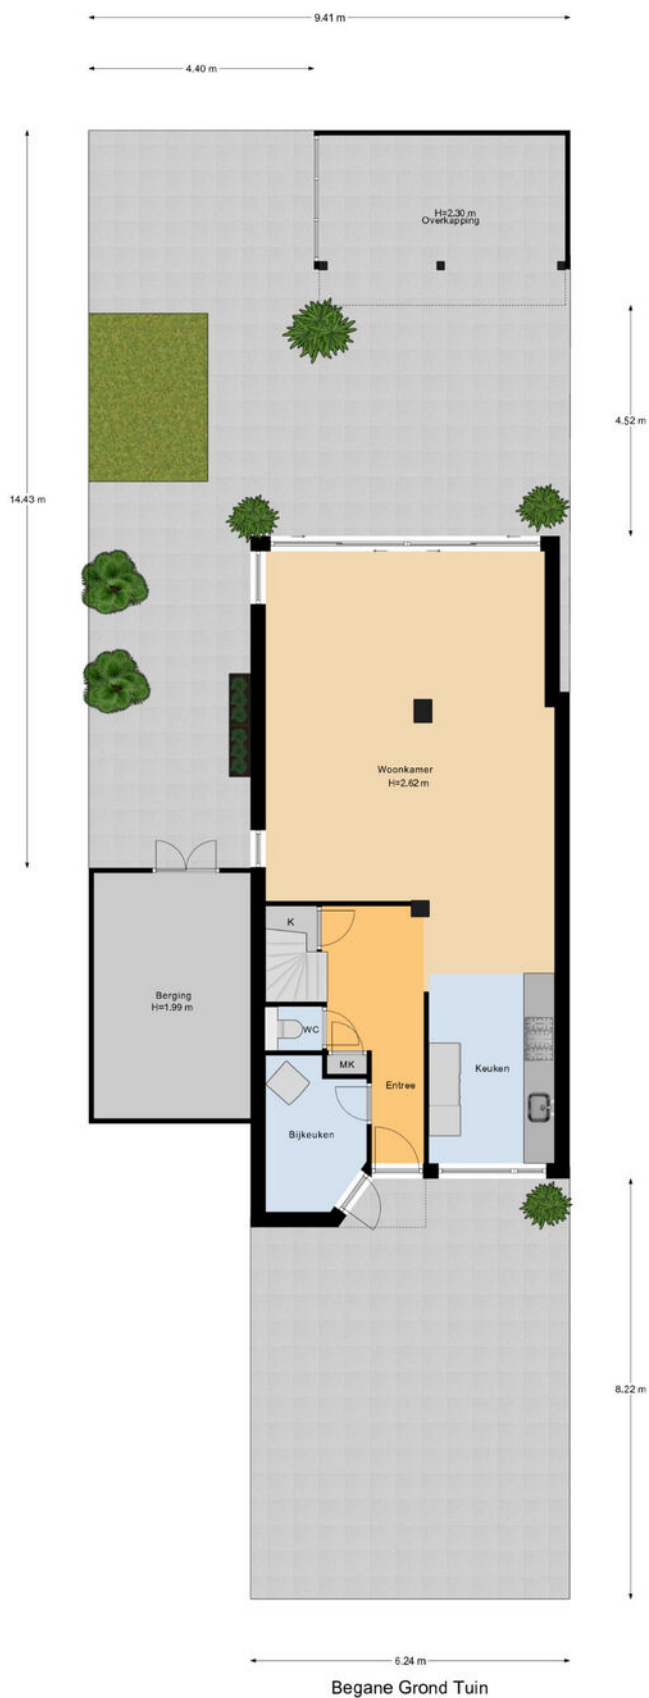 9.41 m
4.40 m
H=2.30 m
Overkapping
4.52 m
14.43 m
Woonkamer
H=2.62 m
K
Berging
H=1.99 m
WC
MK
Keuken
Entree
Bijkeuken
8.22 m
6.24 m
Begane Grond Tuin